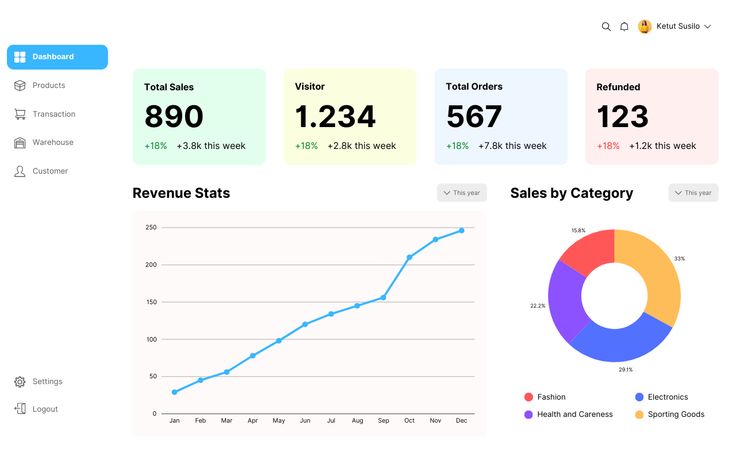 Ketut Susilo
Dashboard
Products
Transaction
Warehouse
Customer
Settings
Logout
Total Sales
890
+18% +3.8k this week
Visitor
1.234
+18% +2.8k this week
Total Orders
567
+18% +7.8k this week
Refunded
123
+18% +1.2k this week
Revenue Stats
This year
250
200
150
100
50
0
Jan Feb Mar Apr May Jun Jul Aug Sep Oct Nov Dec
Sales by Category
This year
15.8%
33%
22.2%
29.1%
Fashion
Electronics
Health and Careness
Sporting Goods